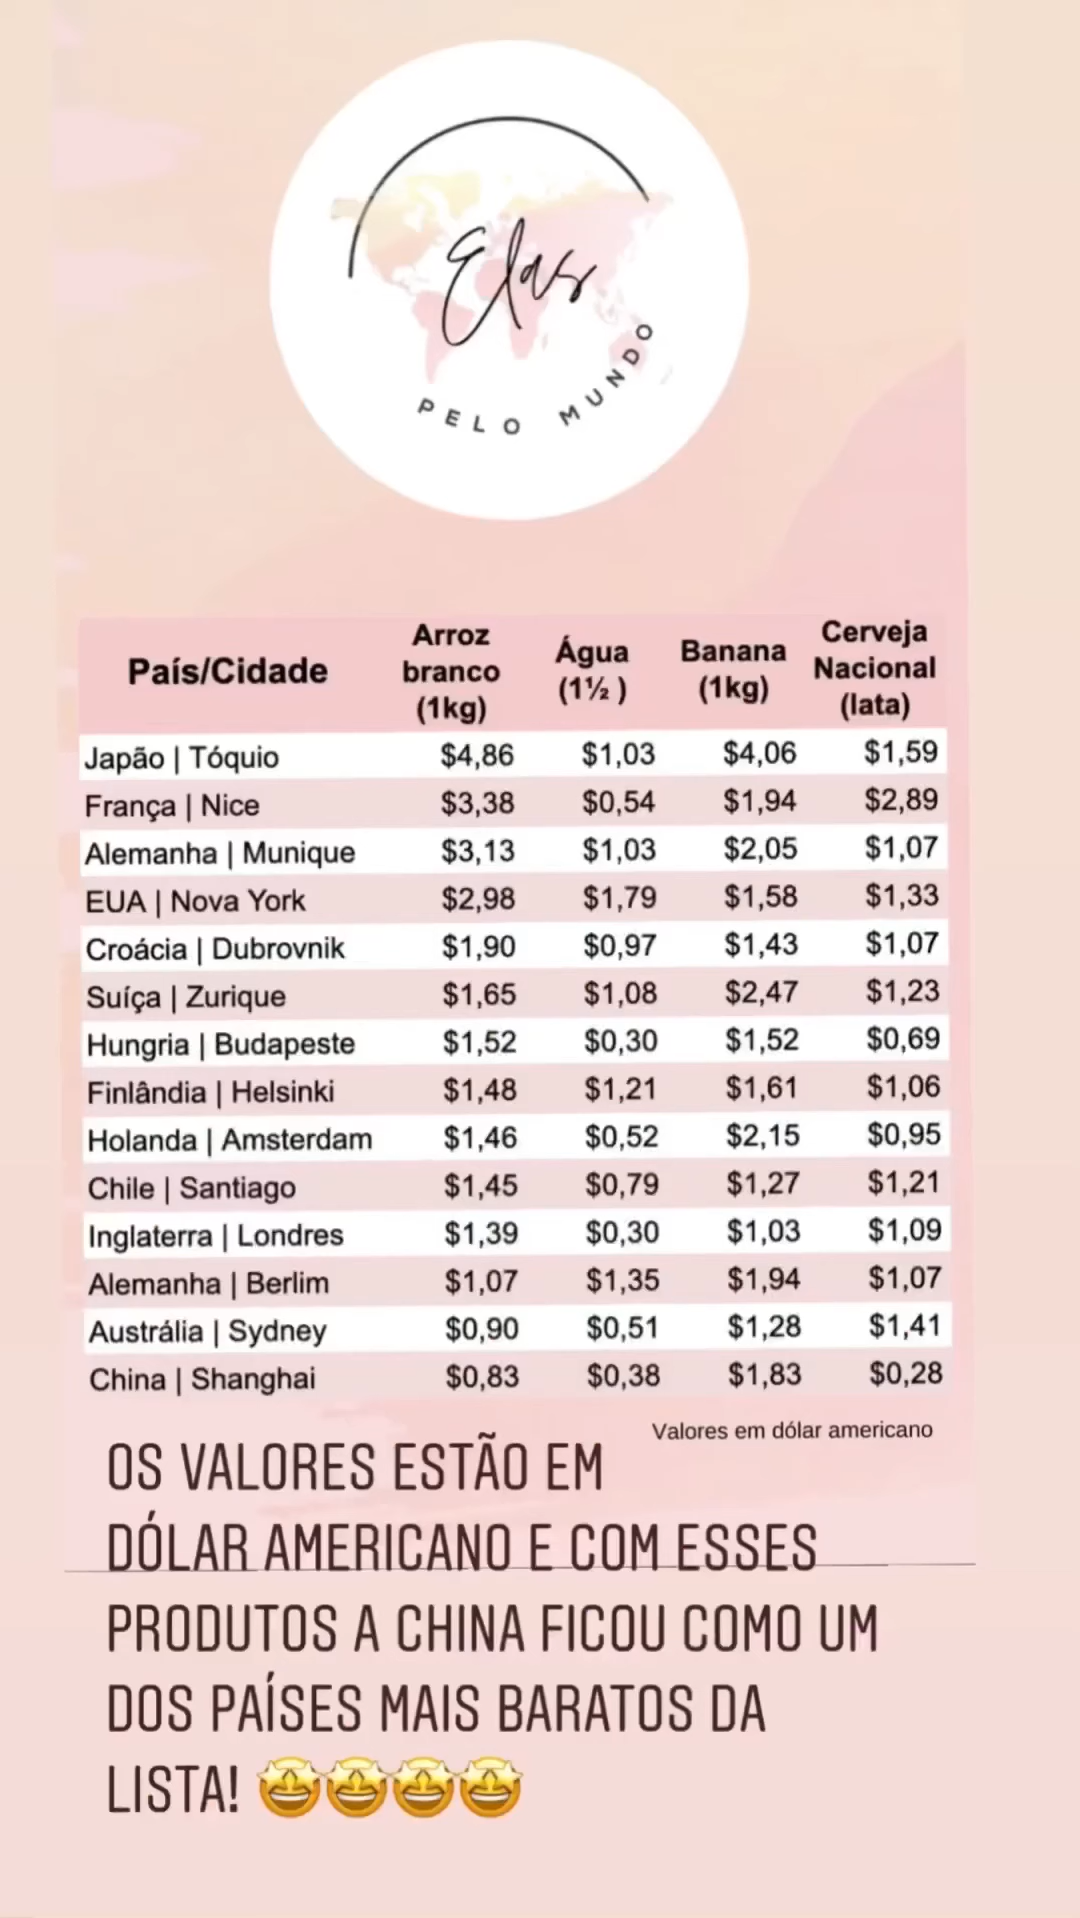 Elas
PELO MUNDO
País/Cidade Arroz branco (1kg) Água (1½ ) Banana (1kg) Cerveja Nacional (lata)
Japão | Tóquio $4,86 $1,03 $4,06 $1,59
França | Nice $3,38 $0,54 $1,94 $2,89
Alemanha | Munique $3,13 $1,03 $2,05 $1,07
EUA | Nova York $2,98 $1,79 $1,58 $1,33
Croácia | Dubrovnik $1,90 $0,97 $1,43 $1,07
Suíça | Zurique $1,65 $1,08 $2,47 $1,23
Hungria | Budapeste $1,52 $0,30 $1,52 $0,69
Finlândia | Helsinki $1,48 $1,21 $1,61 $1,06
Holanda | Amsterdam $1,46 $0,52 $2,15 $0,95
Chile | Santiago $1,45 $0,79 $1,27 $1,21
Inglaterra | Londres $1,39 $0,30 $1,03 $1,09
Alemanha | Berlim $1,07 $1,35 $1,94 $1,07
Austrália | Sydney $0,90 $0,51 $1,28 $1,41
China | Shanghai $0,83 $0,38 $1,83 $0,28
Valores em dólar americano
OS VALORES ESTÃO EM
DÓLAR AMERICANO E COM ESSES
PRODUTOS A CHINA FICOU COMO UM
DOS PAÍSES MAIS BARATOS DA
LISTA! 🤩🤩🤩🤩